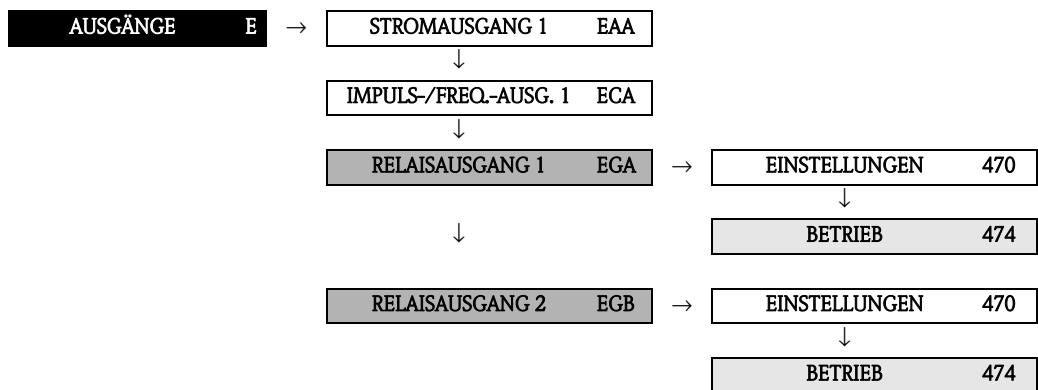 AUSGÄNGE E → STROMAUSGANG 1 EAA
↓
IMPULS-/FREQ.-AUSG. 1 ECA
↓
RELAISAUSGANG 1 EGA → EINSTELLUNGEN 470
↓
↓ BETRIEB 474
RELAISAUSGANG 2 EGB → EINSTELLUNGEN 470
↓
BETRIEB 474